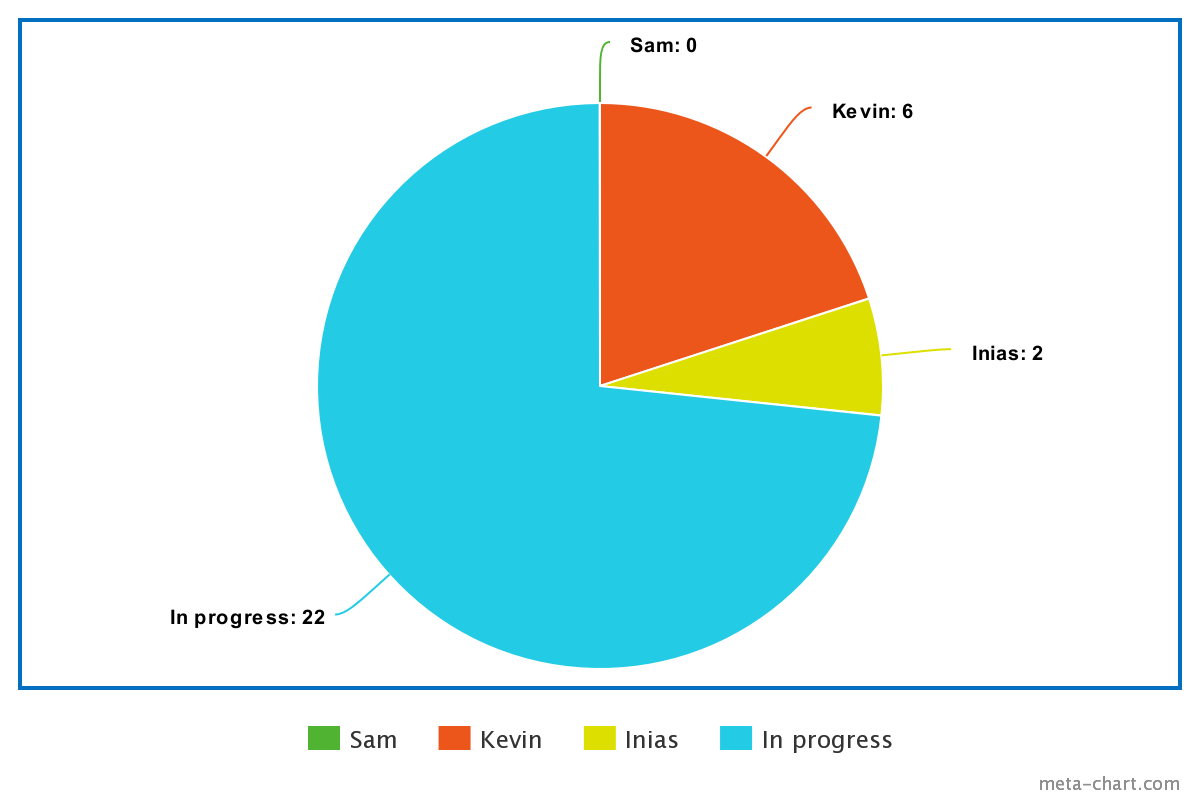 Sam: 0
Kevin: 6
Inias: 2
In progress: 22
Sam Kevin Inias In progress
meta-chart.com